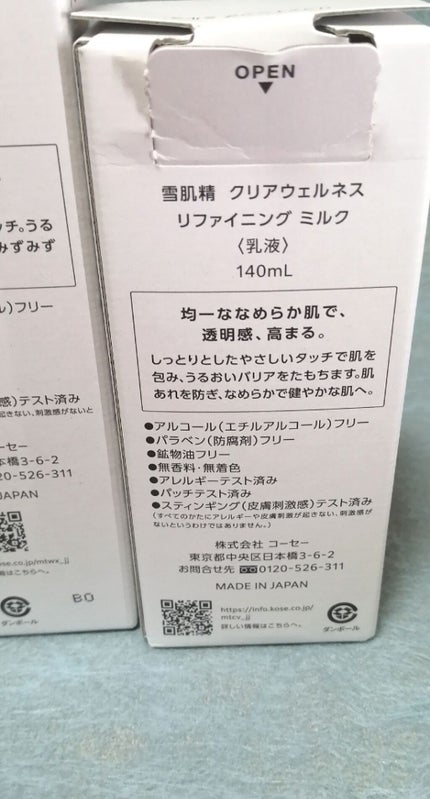 OPEN
雪肌精 クリアウェルネス
リファイニング ミルク
〈乳液〉
140mL
均一ななめらか肌で、
透明感、高まる。
しっとりとしたやさしいタッチで肌を
包み、うるおいバリアをたもちます。肌
あれを防ぎ、なめらかで健やかな肌へ。
●アルコール(エチルアルコール)フリー
●パラベン(防腐剤)フリー
●鉱物油フリー
●無香料・無着色
●アレルギーテスト済み
●パッチテスト済み
●スティンギング(皮膚刺激感)テスト済み
(すべてのかたにアレルギーや皮膚刺激が起きない、刺激感が
ないというわけではありません。)
株式会社 コーセー
東京都中央区日本橋3-6-2
お問合せ先 0120-526-311
MADE IN JAPAN
https://info.kose.co.jp/
mtcv_jj
詳しい情報はこちらへ。
ダンボール
ッチ。うる
みずみず
ル)フリー
感)テスト済み
起きない、刺激感がないと
コーセー
本橋3-6-2
20-526-311
JAPAN
kose.co.jp/mtwx_jj
はこちらへ。
ダンボール
B0